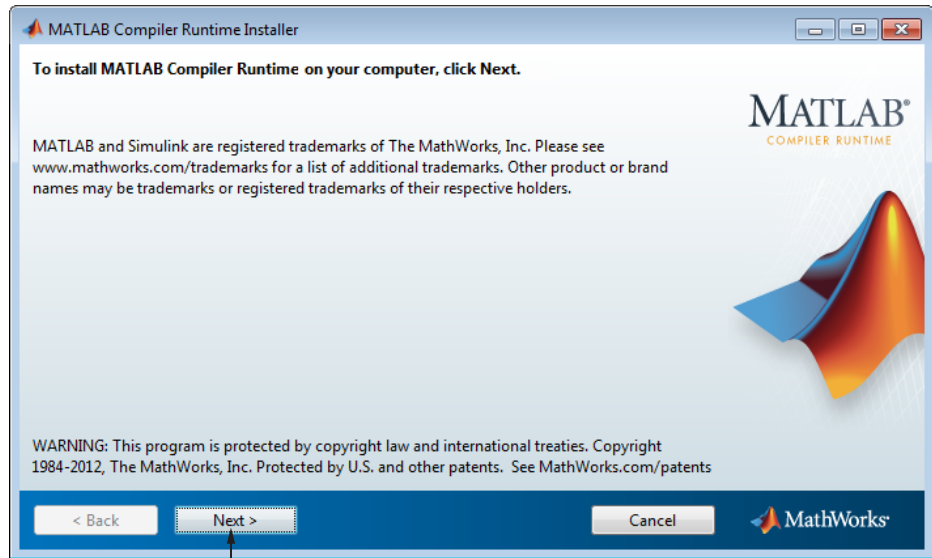 MATLAB Compiler Runtime Installer
To install MATLAB Compiler Runtime on your computer, click Next.
MATLAB®
COMPILER RUNTIME
MATLAB and Simulink are registered trademarks of The MathWorks, Inc. Please see
www.mathworks.com/trademarks for a list of additional trademarks. Other product or brand
names may be trademarks or registered trademarks of their respective holders.
WARNING: This program is protected by copyright law and international treaties. Copyright
1984-2012, The MathWorks, Inc. Protected by U.S. and other patents. See MathWorks.com/patents
< Back Next > Cancel MathWorks®